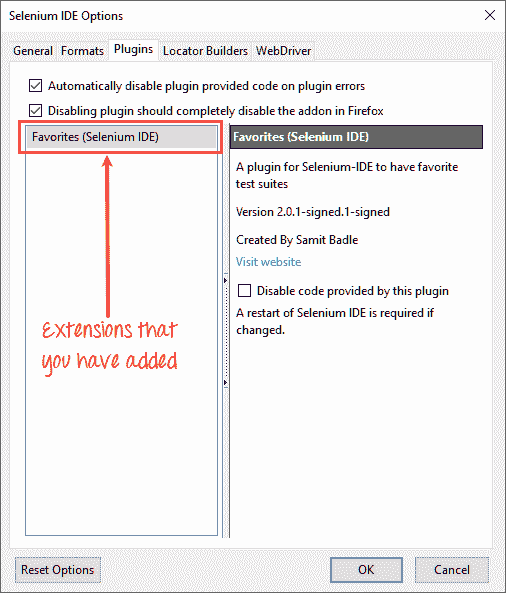 Selenium IDE Options
General Formats Plugins Locator Builders WebDriver
Automatically disable plugin provided code on plugin errors
Disabling plugin should completely disable the addon in Firefox
Favorites (Selenium IDE)
Extensions that
you have added
Favorites (Selenium IDE)
A plugin for Selenium-IDE to have favorite
test suites
Version 2.0.1-signed.1-signed
Created By Samit Badle
Visit website
Disable code provided by this plugin
A restart of Selenium IDE is required if
changed.
Reset Options OK Cancel